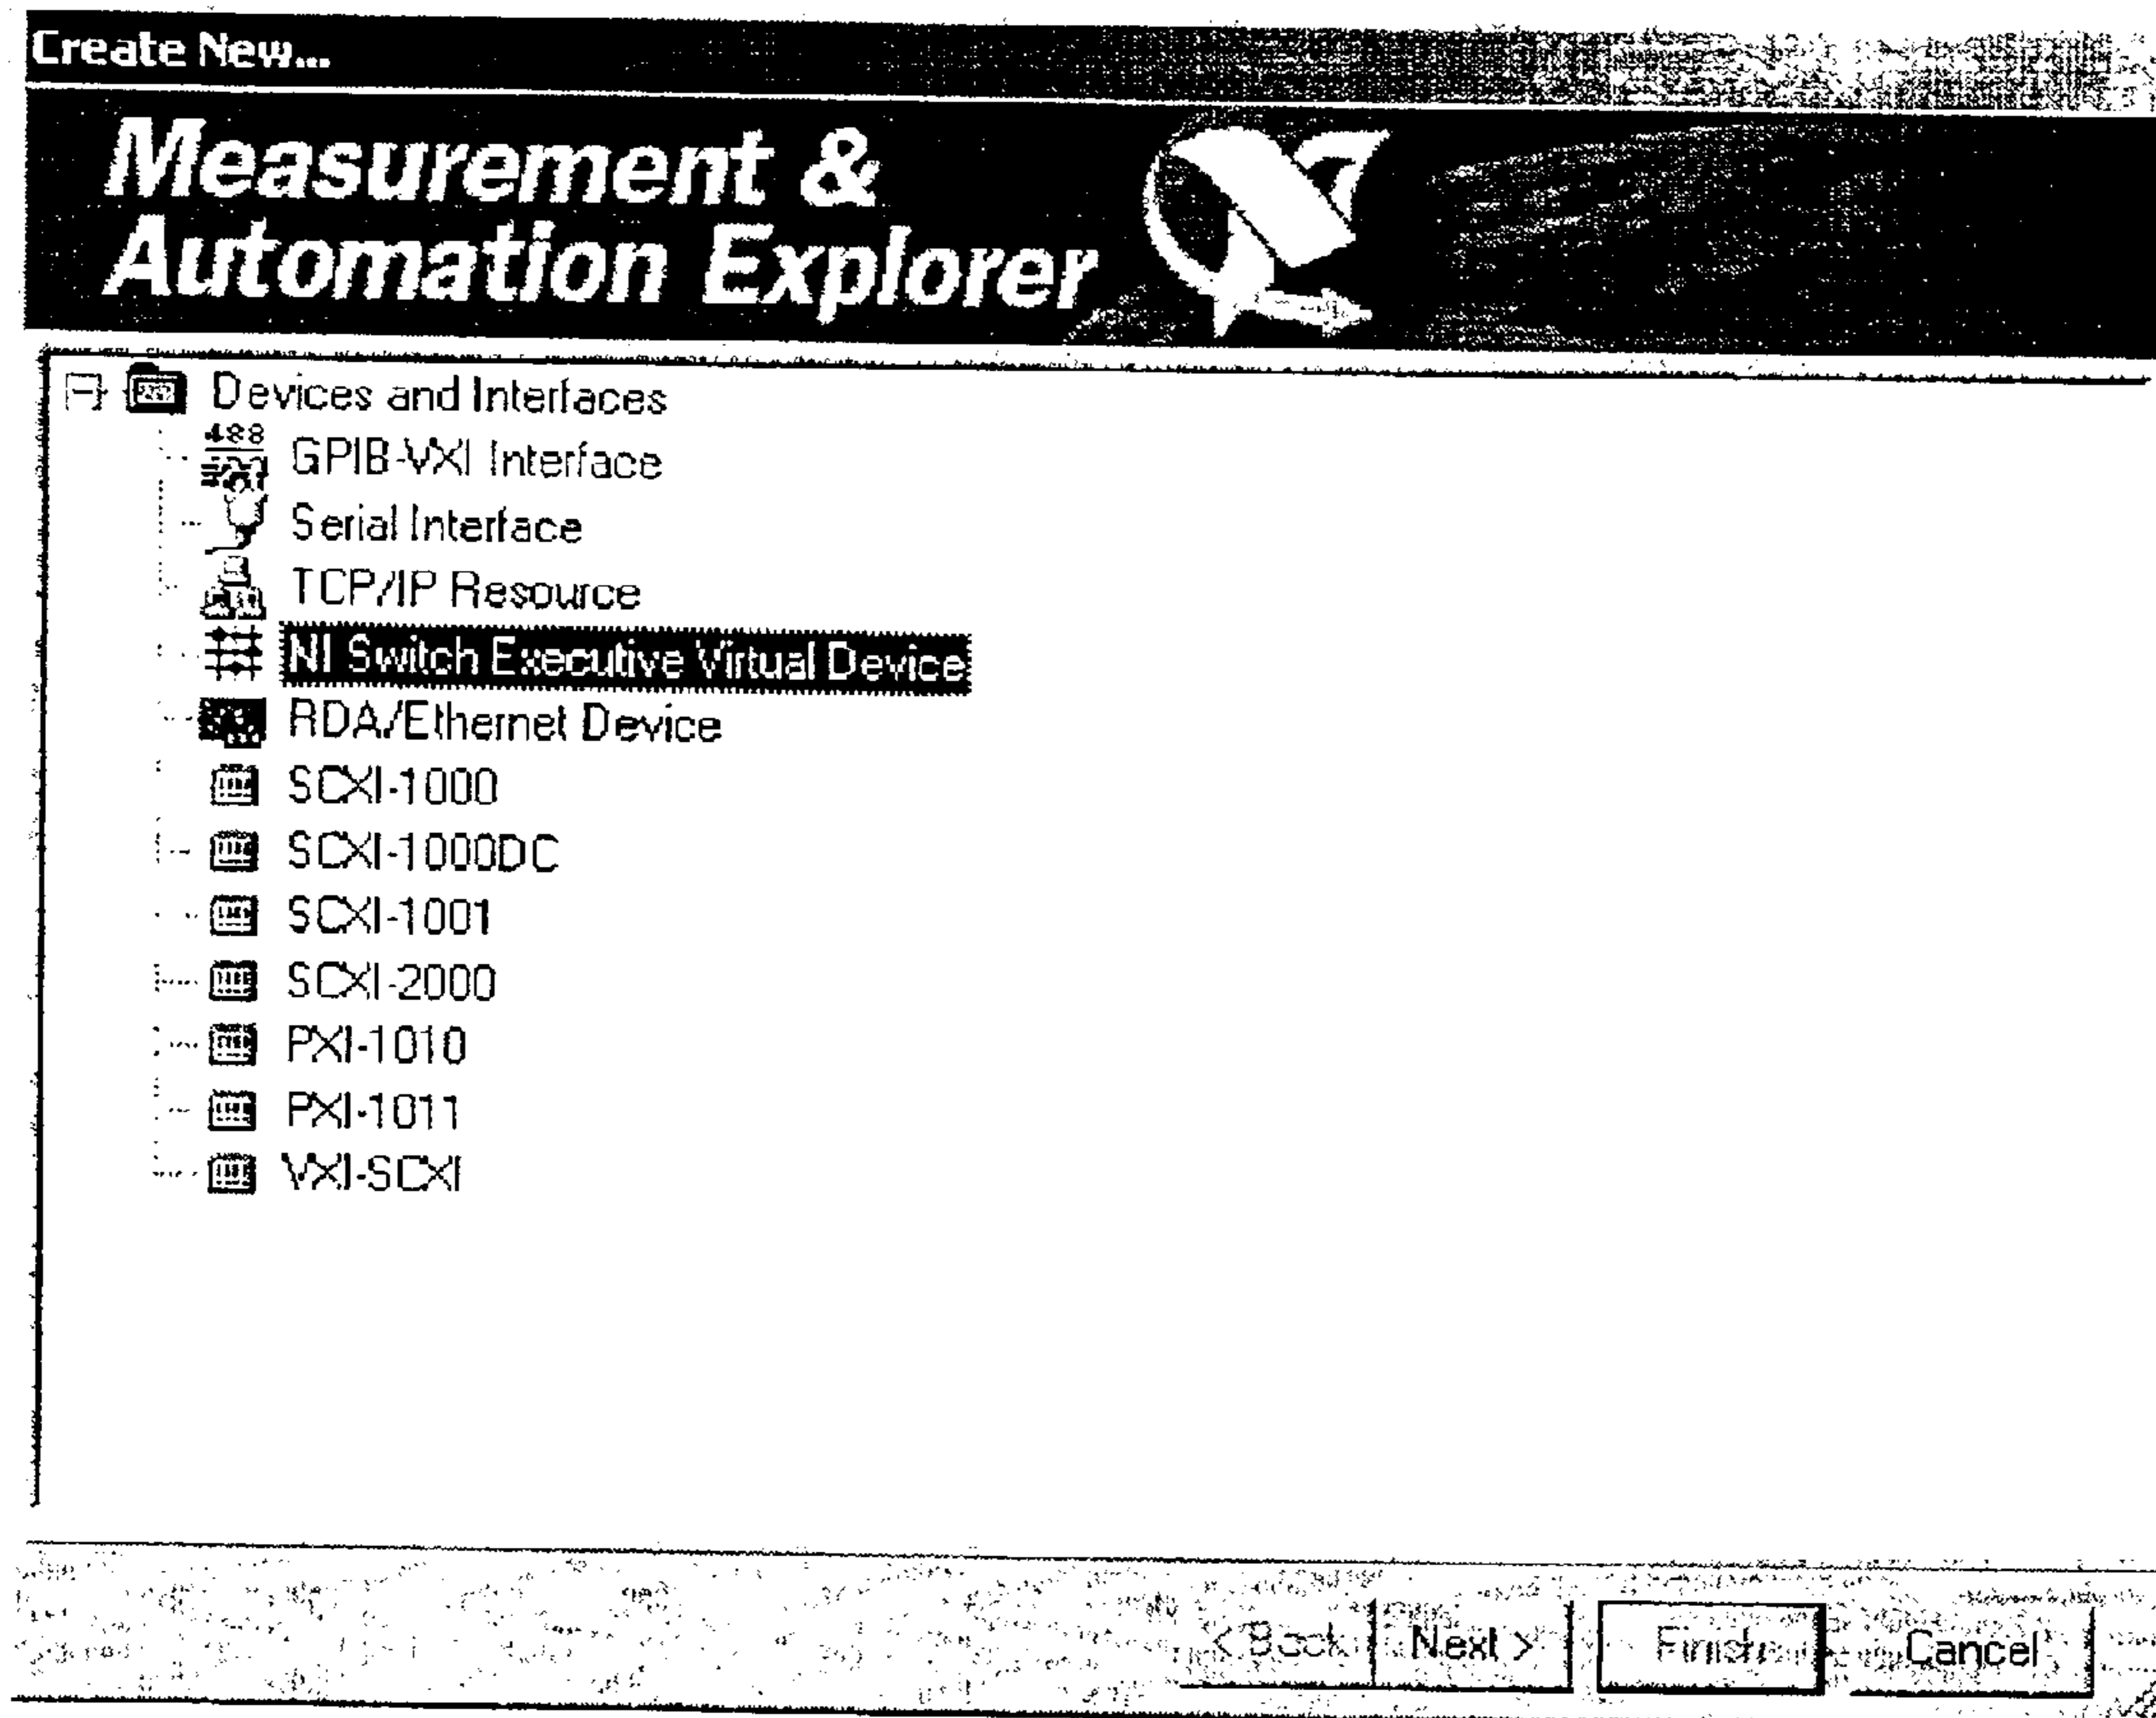 Create New...
Measurement &
Automation Explorer
Devices and Interfaces
488
GPIB-VXI Interface
Serial Interface
TCP/IP Resource
NI Switch Executive Virtual Device
RDA/Ethernet Device
SCXI-1000
SCXI-1000DC
SCXI-1001
SCXI-2000
PXI-1010
PXI-1011
VXI-SCXI
< Back Next > Finish Cancel